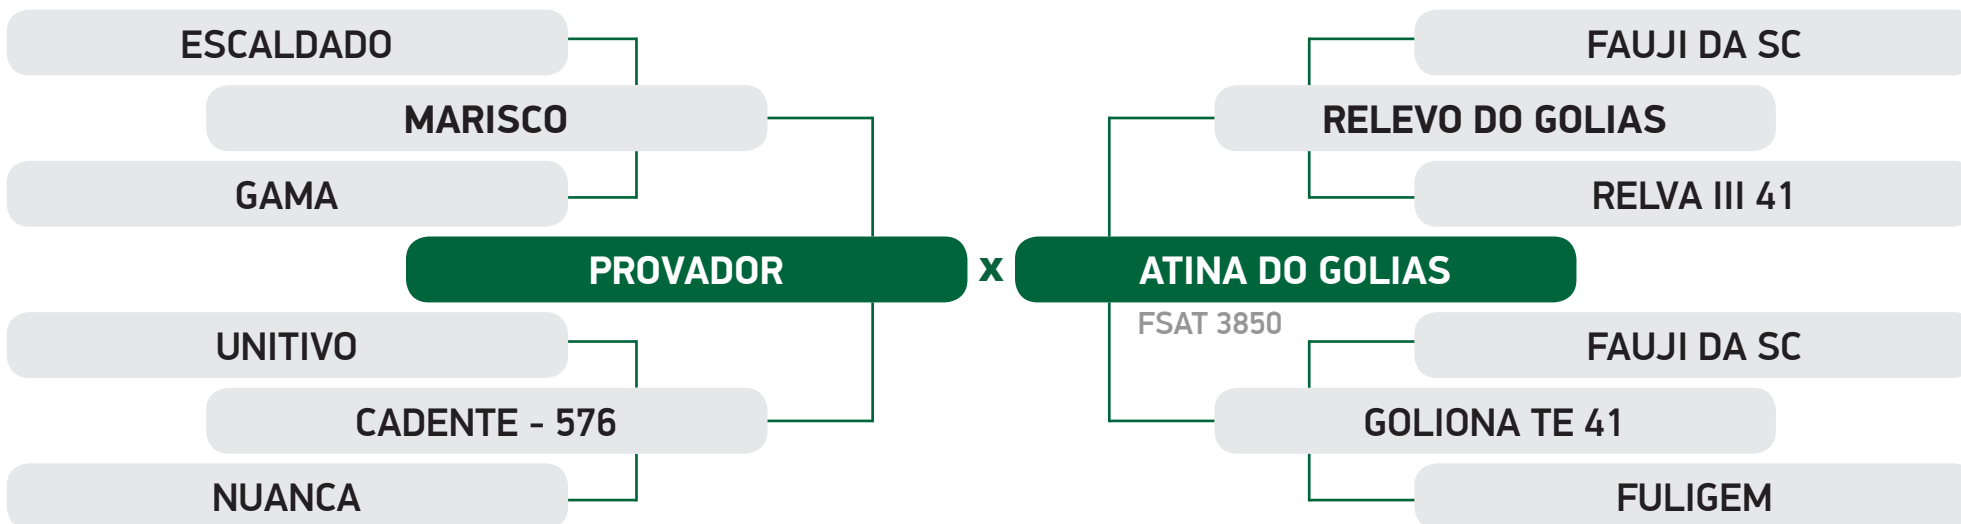 ESCALDADO
FAUJI DA SC
MARISCO
RELEVO DO GOLIAS
GAMA
RELVA III 41
PROVADOR x ATINA DO GOLIAS
FSAT 3850
UNITIVO
FAUJI DA SC
CADENTE - 576
GOLIONA TE 41
NUANCA
FULIGEM